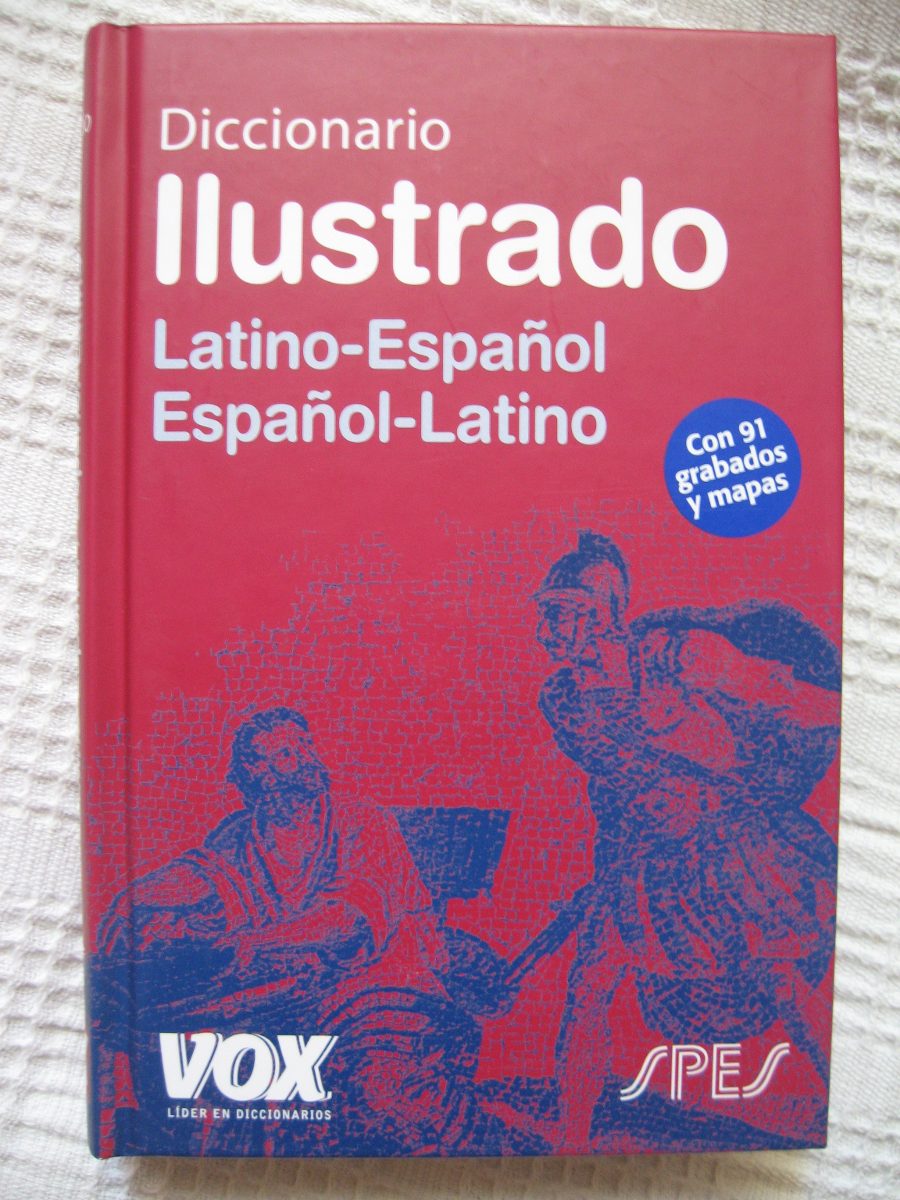 Diccionario
Ilustrado
Latino-Español
Español-Latino
Con 91
grabados
y mapas
VOX
LÍDER EN DICCIONARIOS
SPES